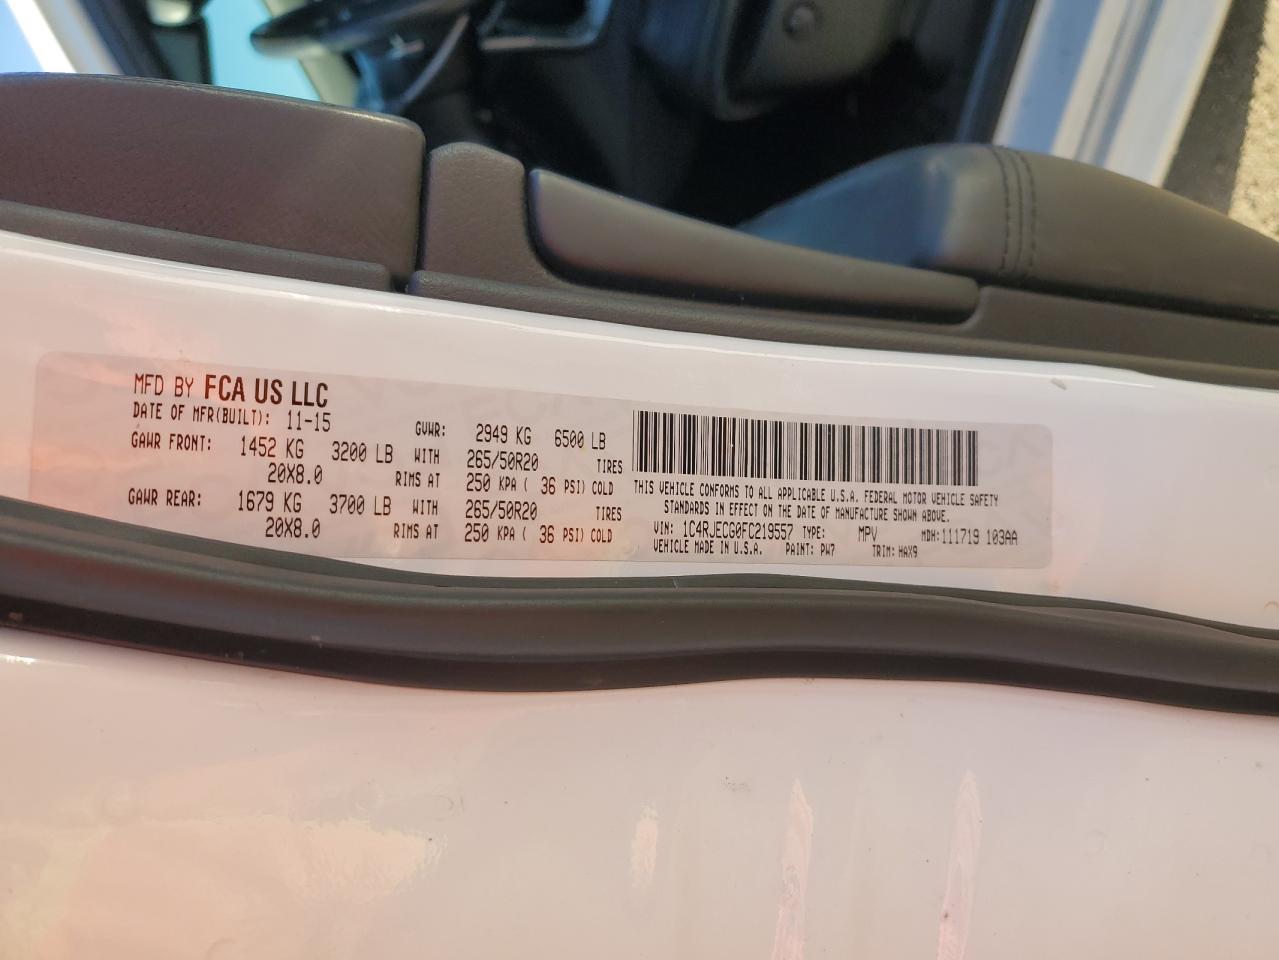 MFD BY FCA US LLC
DATE OF MFR(BUILT): 11-15 GVWR: 2949 KG 6500 LB
GAWR FRONT: 1452 KG 3200 LB WITH 265/50R20 TIRES
20X8.0 RIMS AT 250 KPA ( 36 PSI) COLD
GAWR REAR: 1679 KG 3700 LB WITH 265/50R20 TIRES
20X8.0 RIMS AT 250 KPA ( 36 PSI) COLD
THIS VEHICLE CONFORMS TO ALL APPLICABLE U.S.A. FEDERAL MOTOR VEHICLE SAFETY
STANDARDS IN EFFECT ON THE DATE OF MANUFACTURE SHOWN ABOVE.
VIN: 1C4RJECG0FC219557 TYPE: MPV MDH:111719 103AA
VEHICLE MADE IN U.S.A. PAINT: PW7 TRIM: HAX9